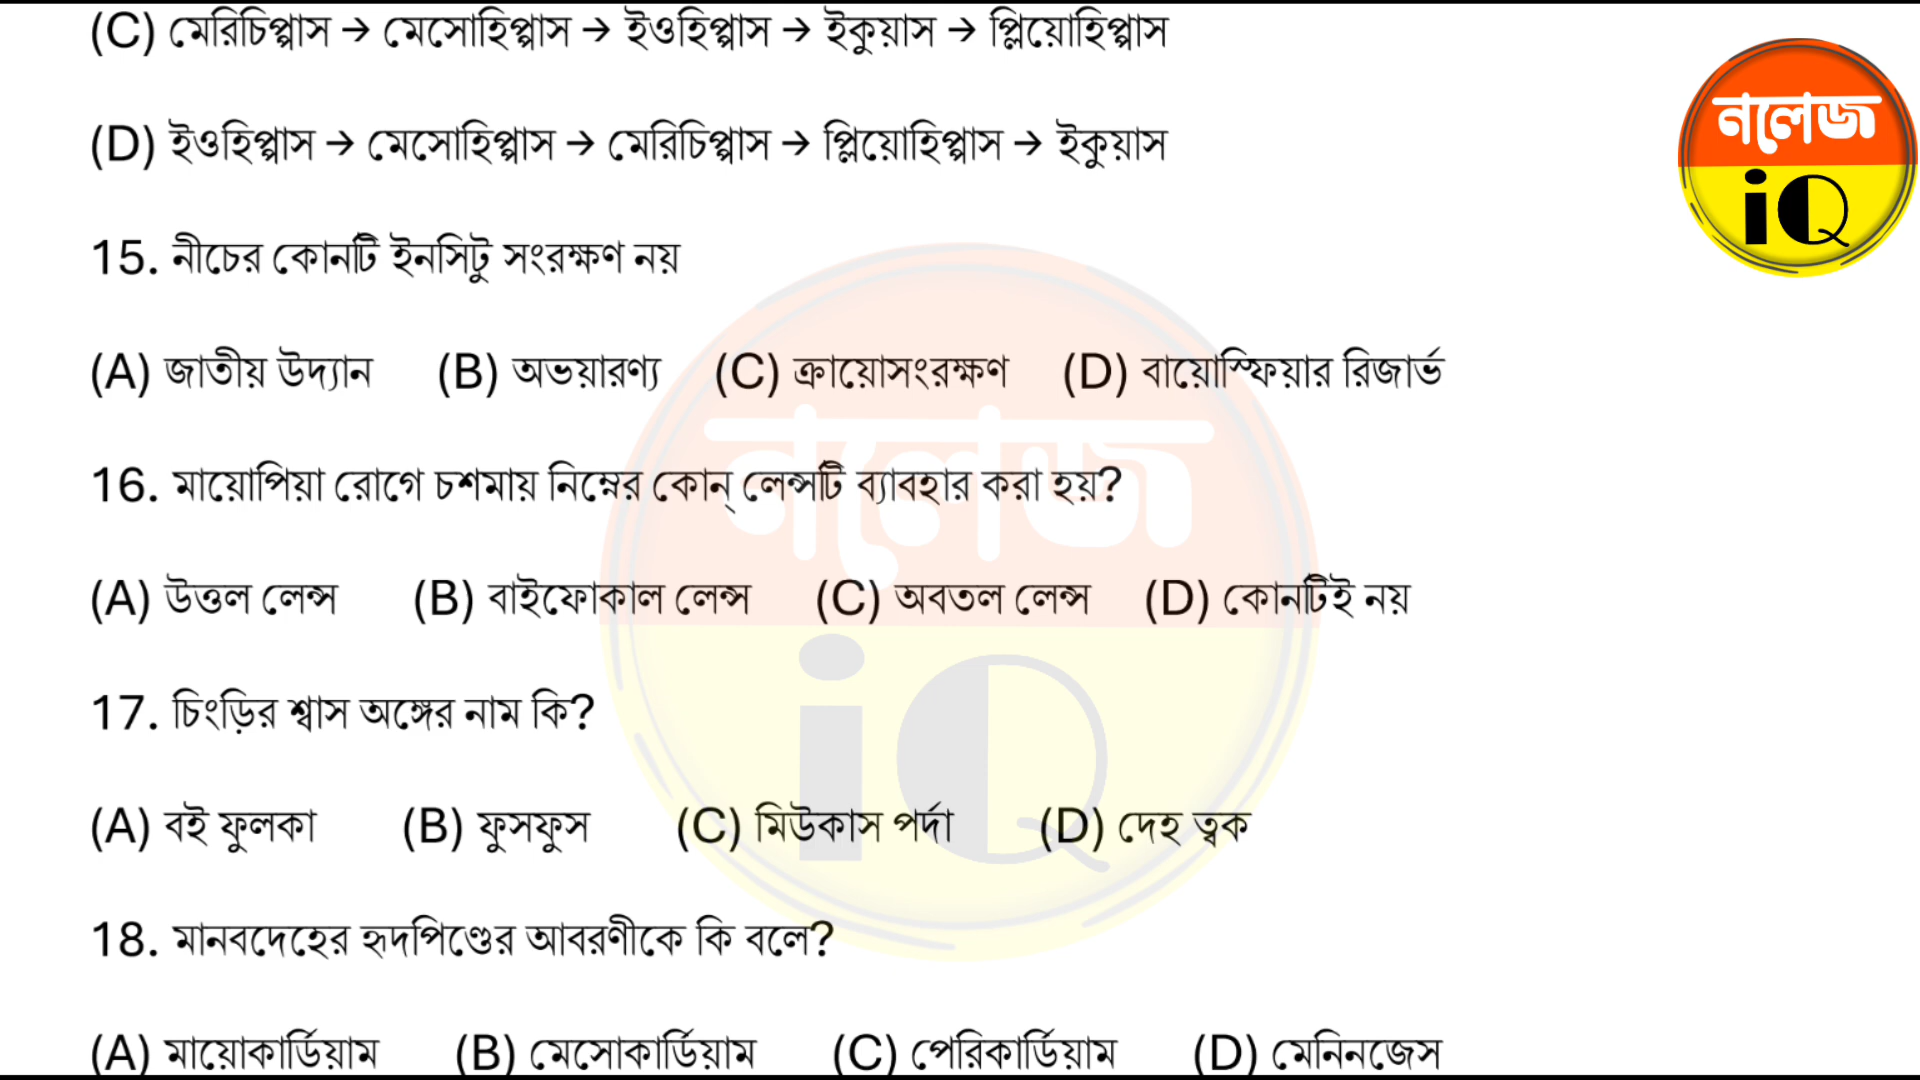 (C) মেরিচিপ্পাস → মেসোহিপ্পাস → ইওহিপ্পাস → ইকুয়াস → প্লিয়োহিপ্পাস
(D) ইওহিপ্পাস → মেসোহিপ্পাস → মেরিচিপ্পাস → প্লিয়োহিপ্পাস → ইকুয়াস
15. নীচের কোনটি ইনসিটু সংরক্ষণ নয়
(A) জাতীয় উদ্যান (B) অভয়ারণ্য (C) ক্রায়োসংরক্ষণ (D) বায়োস্ফিয়ার রিজার্ভ
16. মায়োপিয়া রোগে চশমায় নিম্নের কোন্ লেন্সটি ব্যাবহার করা হয়?
(A) উত্তল লেন্স (B) বাইফোকাল লেন্স (C) অবতল লেন্স (D) কোনটিই নয়
17. চিংড়ির শ্বাস অঙ্গের নাম কি?
(A) বই ফুলকা (B) ফুসফুস (C) মিউকাস পর্দা (D) দেহ ত্বক
18. মানবদেহের হৃদপিণ্ডের আবরণীকে কি বলে?
(A) মায়োকার্ডিয়াম (B) মেসোকার্ডিয়াম (C) পেরিকার্ডিয়াম (D) মেনিনজেস
নলেজ
iQ
নলেজ
iQ